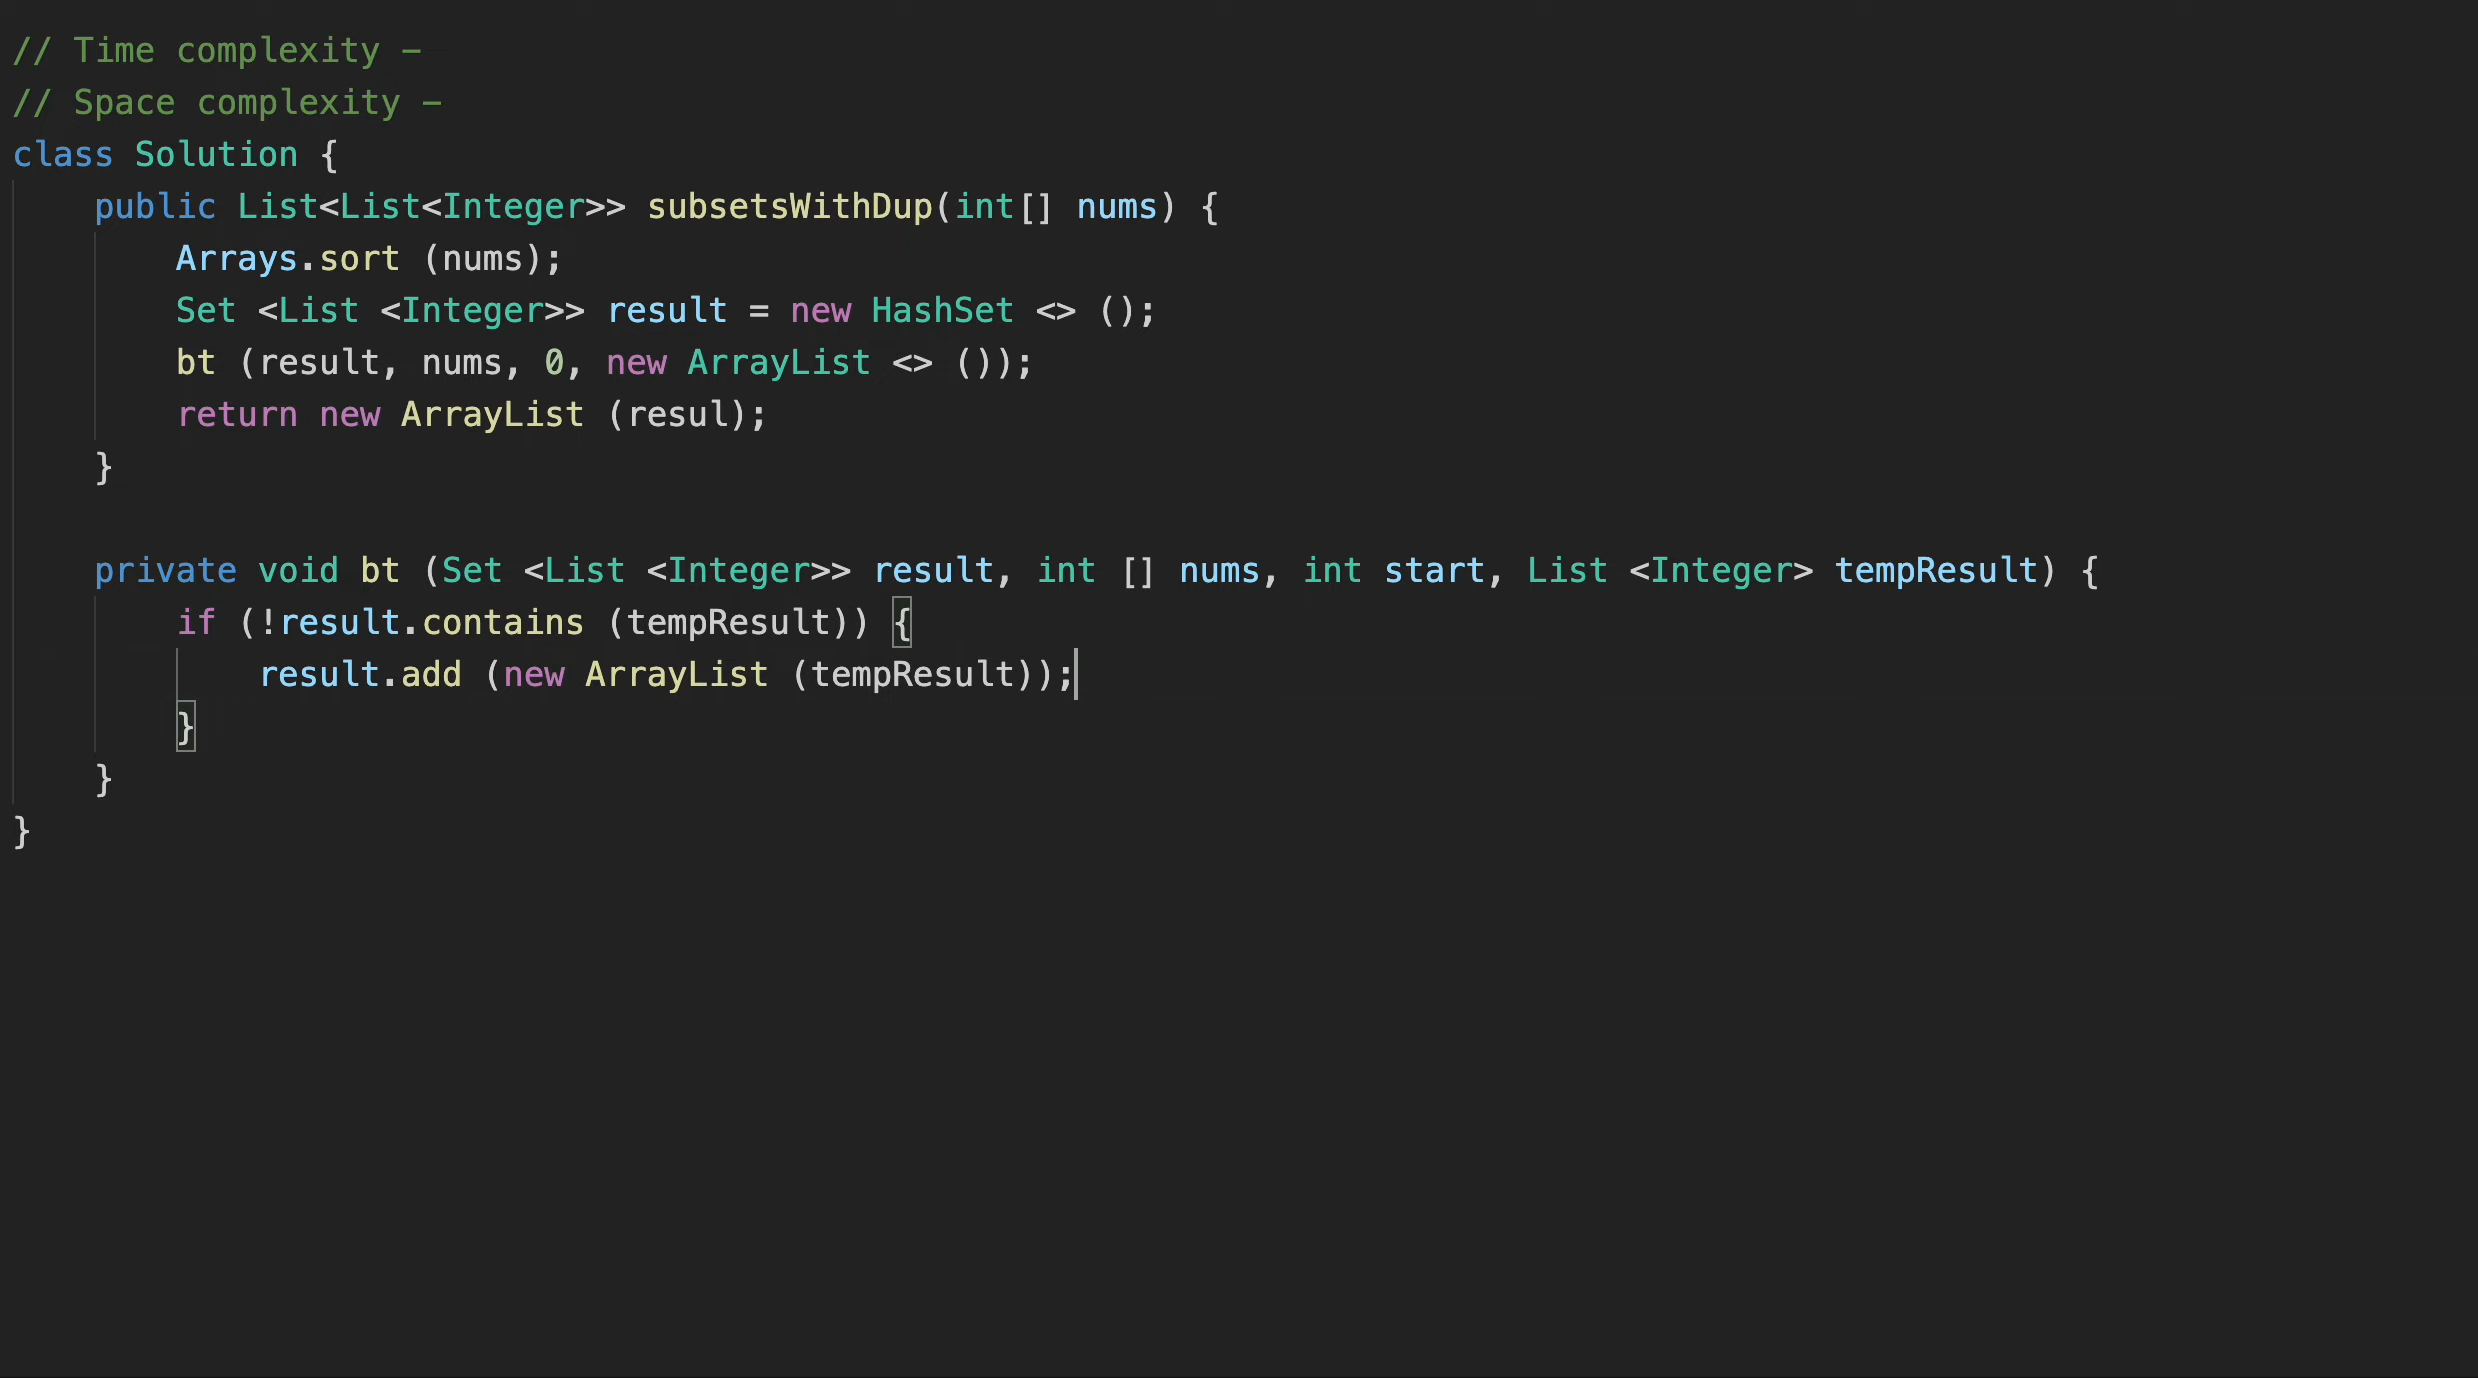 // Time complexity –
// Space complexity –
class Solution {
public List<List<Integer>> subsetsWithDup(int[] nums) {
Arrays.sort (nums);
Set <List <Integer>> result = new HashSet <> ();
bt (result, nums, 0, new ArrayList <> ());
return new ArrayList (resul);
}
private void bt (Set <List <Integer>> result, int [] nums, int start, List <Integer> tempResult) {
if (!result.contains (tempResult)) {
result.add (new ArrayList (tempResult));
}
}
}